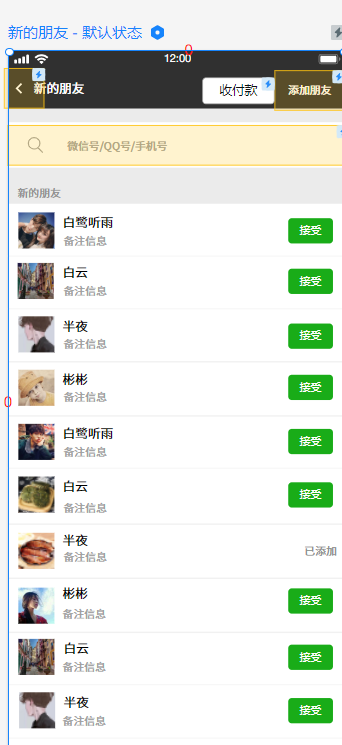 新的朋友 - 默认状态
0
12:00
新的朋友
收付款
添加朋友
微信号/QQ号/手机号
新的朋友
白鹭听雨
备注信息
接受
白云
备注信息
接受
半夜
备注信息
接受
彬彬
备注信息
接受
0
白鹭听雨
备注信息
接受
白云
备注信息
接受
半夜
备注信息
已添加
彬彬
备注信息
接受
白云
备注信息
接受
半夜
备注信息
接受